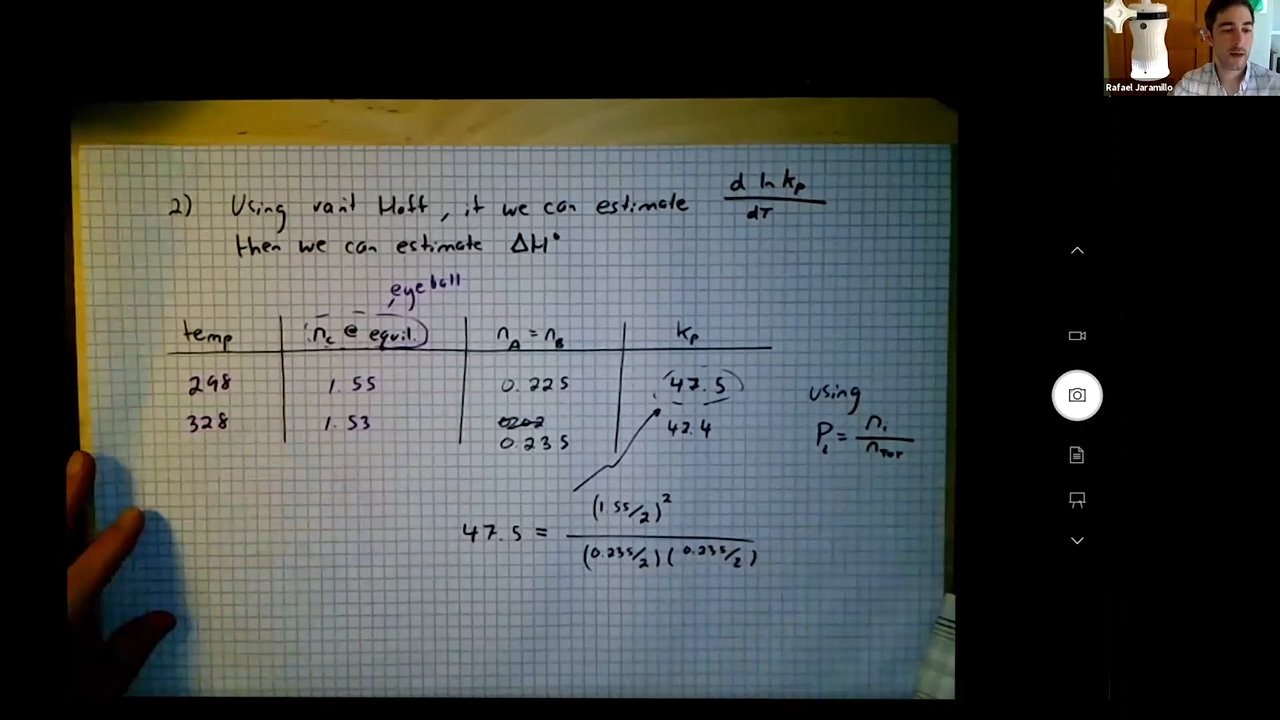 Rafael Jaramillo
2) Using van't Hoff, if we can estimate d ln Kp / dT
then we can estimate ΔH°
eyeball
temp | n_c @ equil. | n_A = n_B | Kp
298 | 1.55 | 0.225 | 47.5
328 | 1.53 | 0.235 | 42.4
using
P_i = n_i / n_TOT
47.5 = (1.55/2)^2 / (0.235/2)(0.235/2)